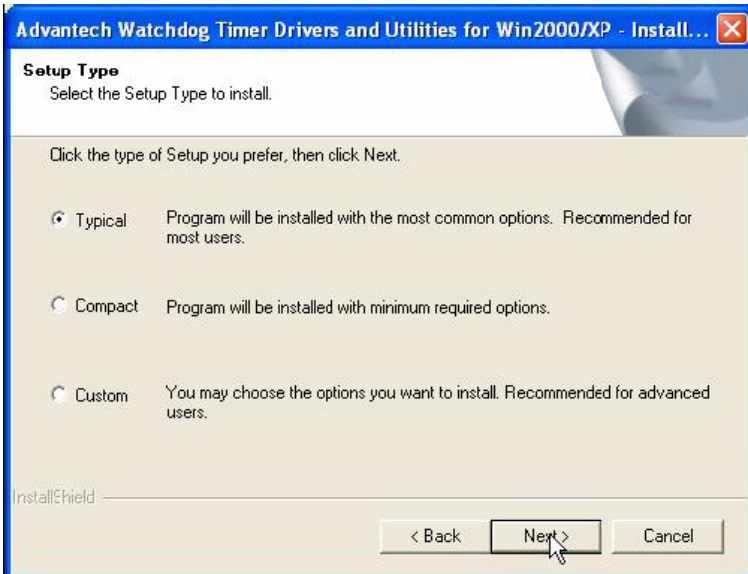 Advantech Watchdog Timer Drivers and Utilities for Win2000/XP - Install...
Setup Type
Select the Setup Type to install.
Click the type of Setup you prefer, then click Next.
Typical
Program will be installed with the most common options. Recommended for
most users.
Compact
Program will be installed with minimum required options.
Custom
You may choose the options you want to install. Recommended for advanced
users.
InstallShield
< Back
Next >
Cancel